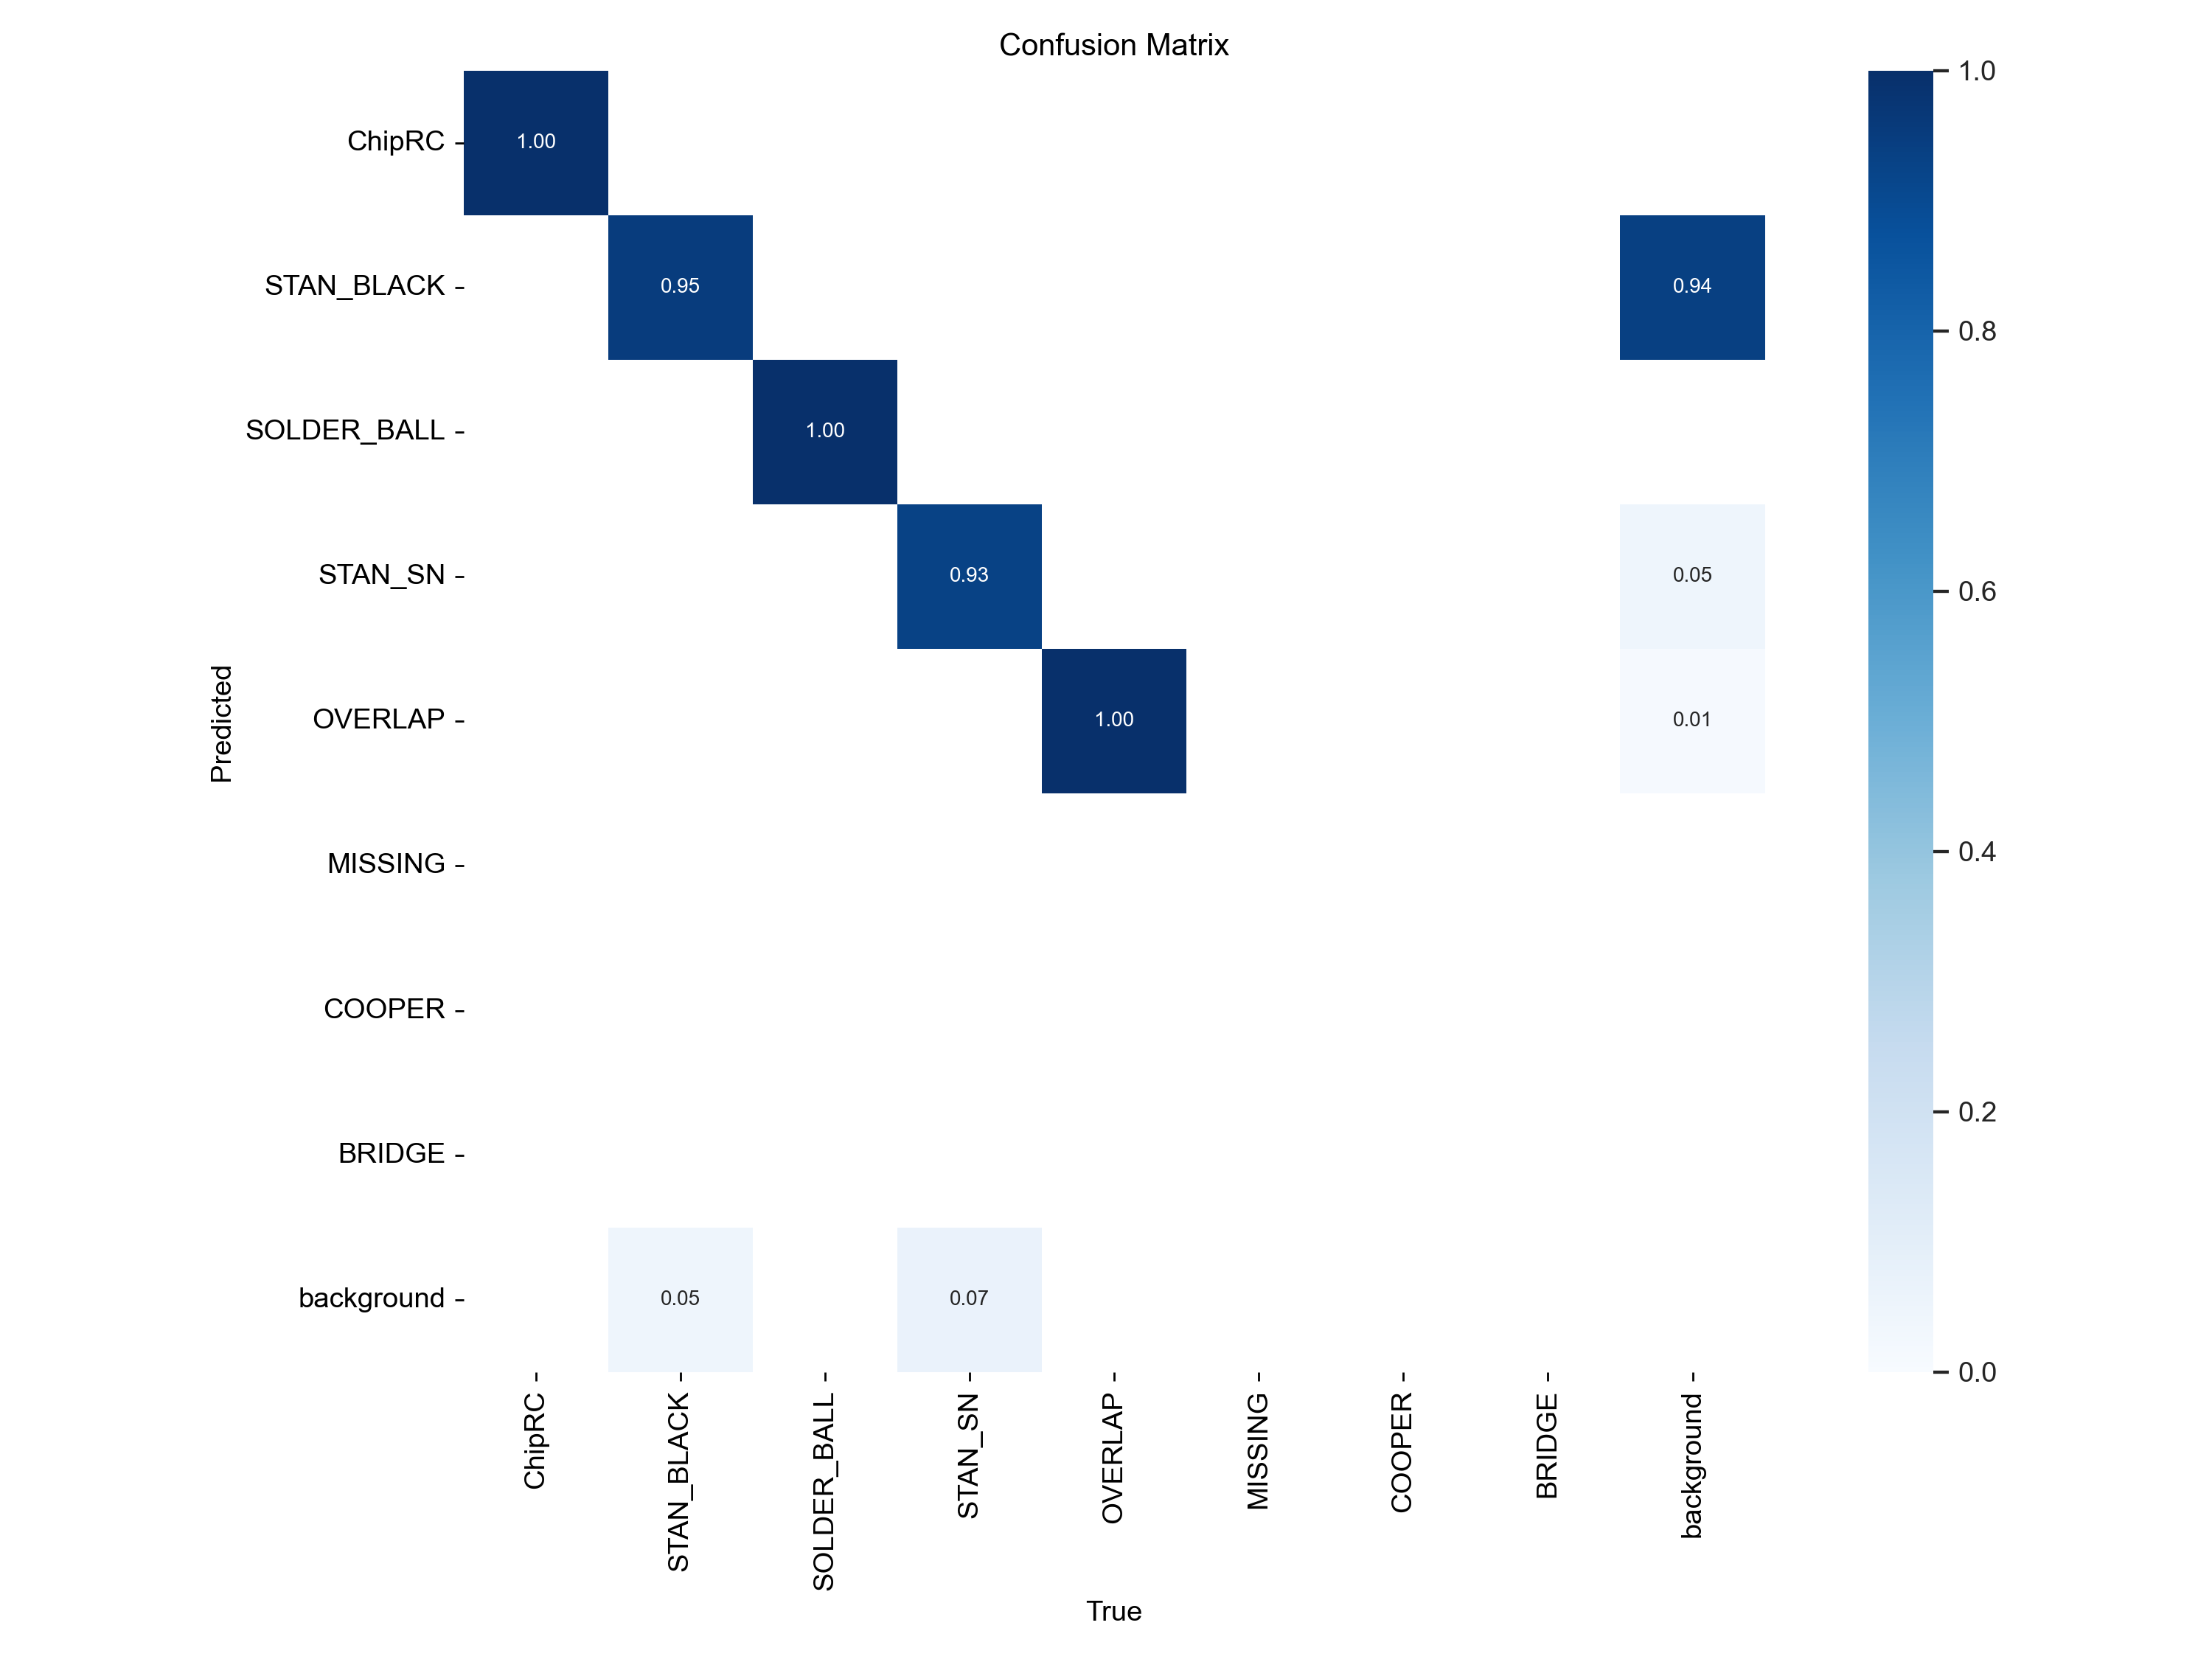 Confusion Matrix
ChipRC
STAN_BLACK
SOLDER_BALL
STAN_SN
OVERLAP
MISSING
COOPER
BRIDGE
background
Predicted
1.00
0.95
0.94
1.00
0.93
0.05
1.00
0.01
0.05
0.07
ChipRC
STAN_BLACK
SOLDER_BALL
STAN_SN
OVERLAP
MISSING
COOPER
BRIDGE
background
True
1.0
0.8
0.6
0.4
0.2
0.0